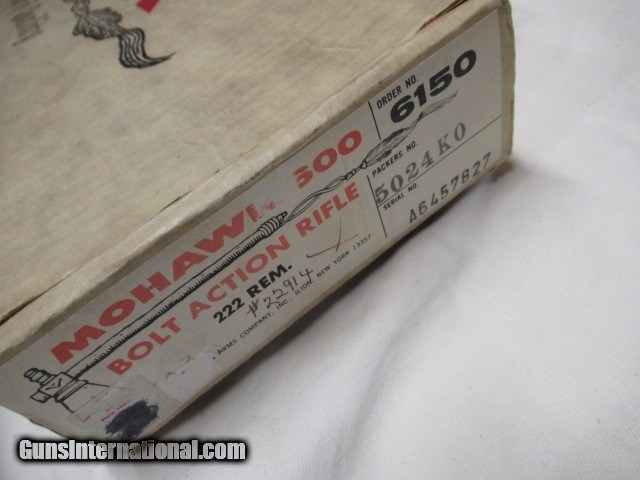 MOHAWK 600
BOLT ACTION RIFLE
222 REM.
#22914
ARMS COMPANY, INC., ILION, NEW YORK 13357
ORDER NO.
6150
PACKERS NO.
5024KO
SERIAL NO.
A6457827
GunsInternational.com